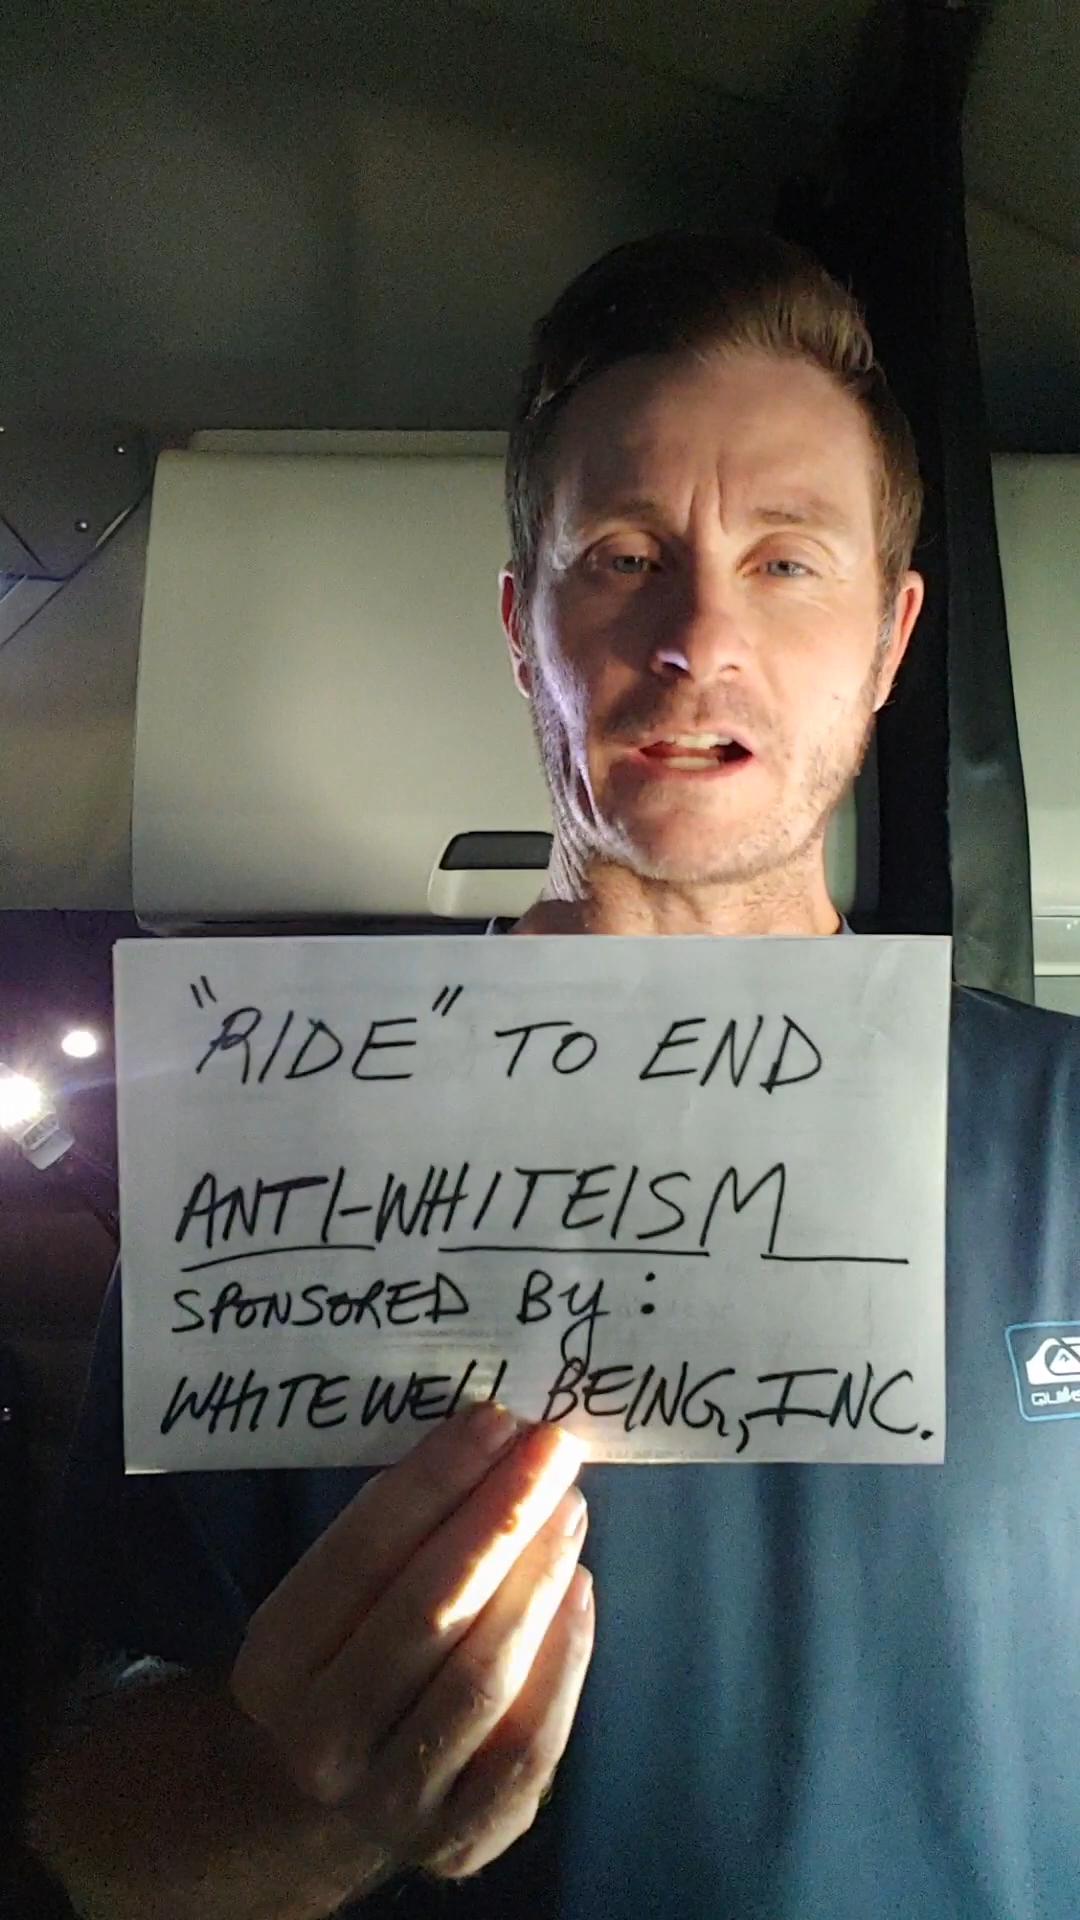 "RIDE" TO END
ANTI-WHITEISM
SPONSORED By:
WHITEWELL BEING, INC.